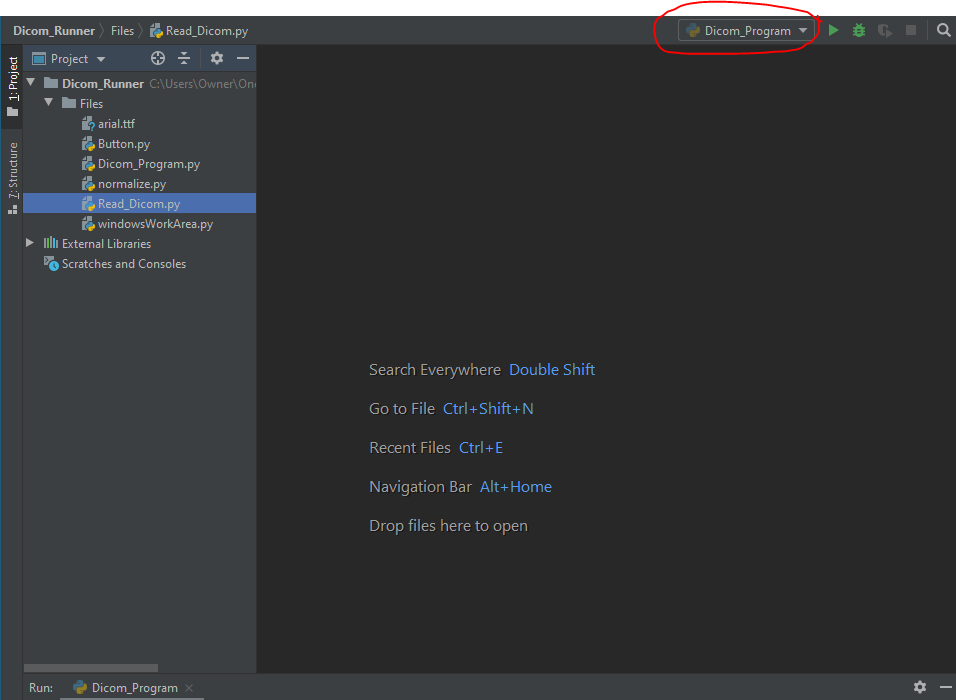 Dicom_Runner Files Read_Dicom.py Dicom_Program
1: Project
Project
Dicom_Runner C:\Users\Owner\One
Files
arial.ttf
Button.py
Dicom_Program.py
normalize.py
Read_Dicom.py
windowsWorkArea.py
External Libraries
Scratches and Consoles
7: Structure
Search Everywhere Double Shift
Go to File Ctrl+Shift+N
Recent Files Ctrl+E
Navigation Bar Alt+Home
Drop files here to open
Run: Dicom_Program